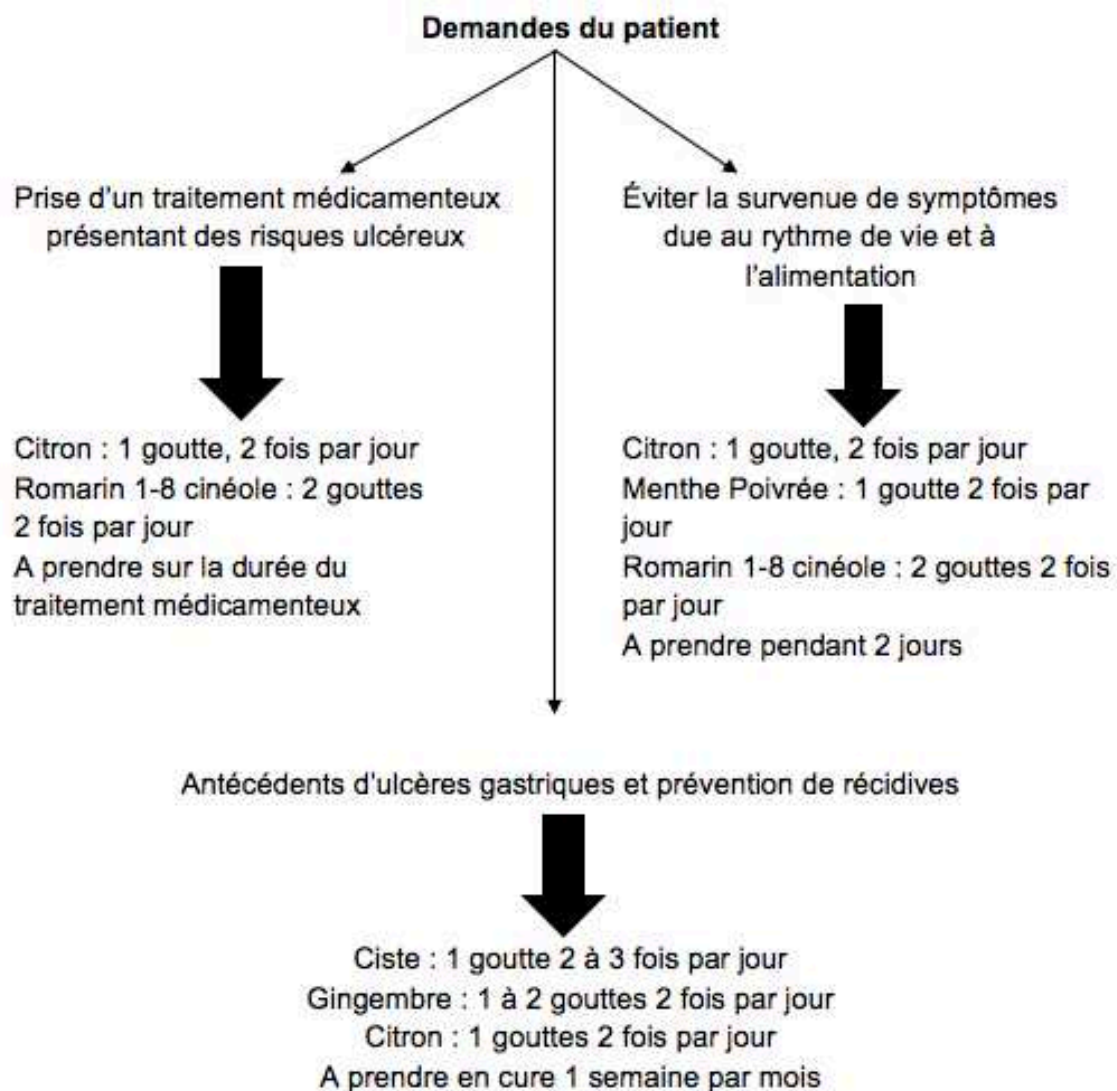 Demandes du patient
Prise d'un traitement médicamenteux
présentant des risques ulcéreux
Éviter la survenue de symptômes
due au rythme de vie et à
l'alimentation
Citron : 1 goutte, 2 fois par jour
Romarin 1-8 cinéole : 2 gouttes
2 fois par jour
A prendre sur la durée du
traitement médicamenteux
Citron : 1 goutte, 2 fois par jour
Menthe Poivrée : 1 goutte 2 fois par
jour
Romarin 1-8 cinéole : 2 gouttes 2 fois
par jour
A prendre pendant 2 jours
Antécédents d'ulcères gastriques et prévention de récidives
Ciste : 1 goutte 2 à 3 fois par jour
Gingembre : 1 à 2 gouttes 2 fois par jour
Citron : 1 gouttes 2 fois par jour
A prendre en cure 1 semaine par mois